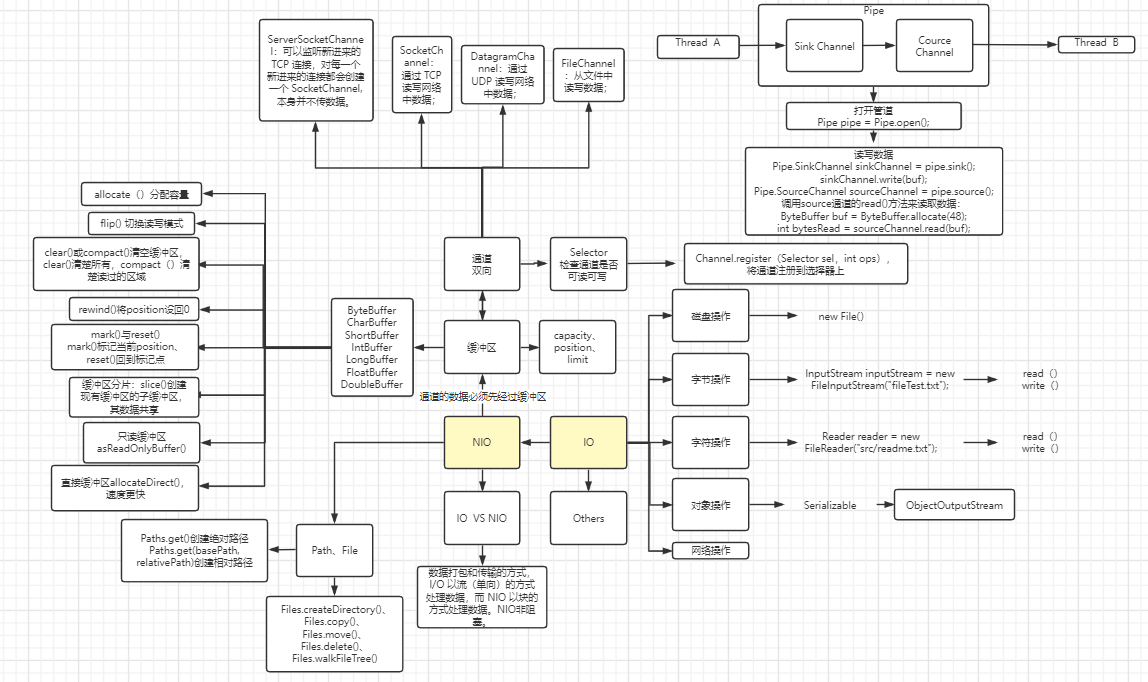 ServerSocketChanne
l：可以监听新进来的
TCP 连接，对每一个
新进来的连接都会创建
一个 SocketChannel,
本身并不传数据。
SocketCh
annel：
通过 TCP
读写网络
中数据；
DatagramCha
nnel：通过
UDP 读写网络
中数据；
FileChannel
：从文件中
读写数据；
Pipe
Thread A
Sink Channel
Cource
Channel
Thread B
打开管道
Pipe pipe = Pipe.open();
读写数据
Pipe.SinkChannel sinkChannel = pipe.sink();
sinkChannel.write(buf);
Pipe.SourceChannel sourceChannel = pipe.source();
调用source通道的read()方法来读取数据：
ByteBuffer buf = ByteBuffer.allocate(48);
int bytesRead = sourceChannel.read(buf);
allocate（）分配容量
flip() 切换读写模式
clear()或compact()清空缓冲区,
clear()清楚所有，compact（）清
楚读过的区域
rewind()将position设回0
mark()与reset()
mark()标记当前position、
reset()回到标记点
缓冲区分片：slice()创建
现有缓冲区的子缓冲区，
其数据共享
只读缓冲区
asReadOnlyBuffer()
直接缓冲区allocateDirect()，
速度更快
ByteBuffer
CharBuffer
ShortBuffer
IntBuffer
LongBuffer
FloatBuffer
DoubleBuffer
通道
双向
Selector
检查通道是否
可读可写
Channel.register（Selector sel，int ops），
将通道注册到选择器上
缓冲区
capacity、
position、
limit
通道的数据必须先经过缓冲区
NIO
IO
IO VS NIO
Others
数据打包和传输的方式，
I/O 以流（单向）的方式
处理数据，而 NIO 以块的
方式处理数据。NIO非阻
塞。
Path、File
Paths.get()创建绝对路径
Paths.get(basePath,
relativePath)创建相对路径
Files.createDirectory()、
Files.copy()、
Files.move()、
Files.delete()、
Files.walkFileTree()
磁盘操作
new File()
字节操作
InputStream inputStream = new
FileInputStream("fileTest.txt");
read（）
write（）
字符操作
Reader reader = new
FileReader("src/readme.txt");
read（）
write（）
对象操作
Serializable
ObjectOutputStream
网络操作